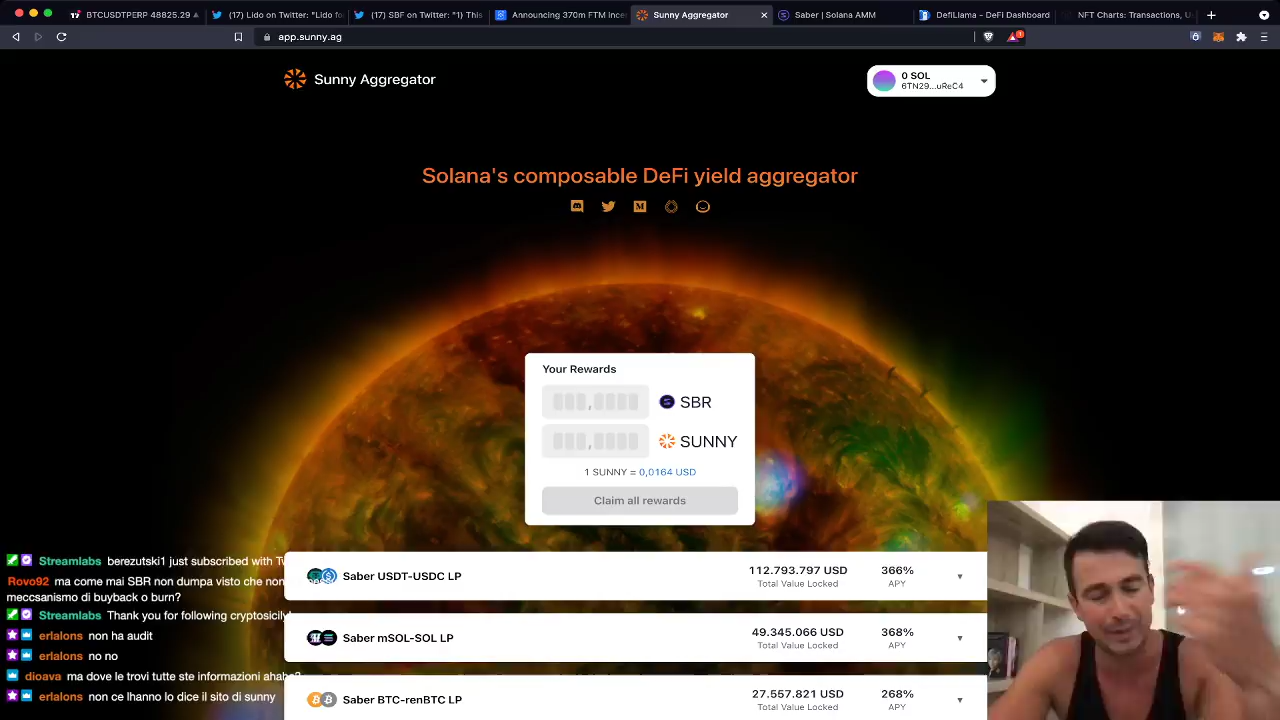 BTCUSDTPERP 48825.29
(17) Lido on Twitter: "Lido fo
(17) SBF on Twitter: "1) This
Announcing 370m FTM incen
Sunny Aggregator
Saber | Solana AMM
DefiLlama - DeFi Dashboard
NFT Charts: Transactions, U
app.sunny.ag
1
Sunny Aggregator
0 SOL
6TN29...uReC4
Solana's composable DeFi yield aggregator
Your Rewards
SBR
SUNNY
1 SUNNY = 0,0164 USD
Claim all rewards
Saber USDT-USDC LP
112.793.797 USD
Total Value Locked
366%
APY
Saber mSOL-SOL LP
49.345.066 USD
Total Value Locked
368%
APY
Saber BTC-renBTC LP
27.557.821 USD
Total Value Locked
268%
APY
Streamlabs berezutski1 just subscribed with
Rovo92 ma come mai SBR non dumpa visto che non
meccsanismo di buyback o burn?
Streamlabs Thank you for following cryptosicily!
erlalons non ha audit
erlalons no no
dioava ma dove le trovi tutte ste informazioni ahaha?
erlalons non ce lhanno lo dice il sito di sunny